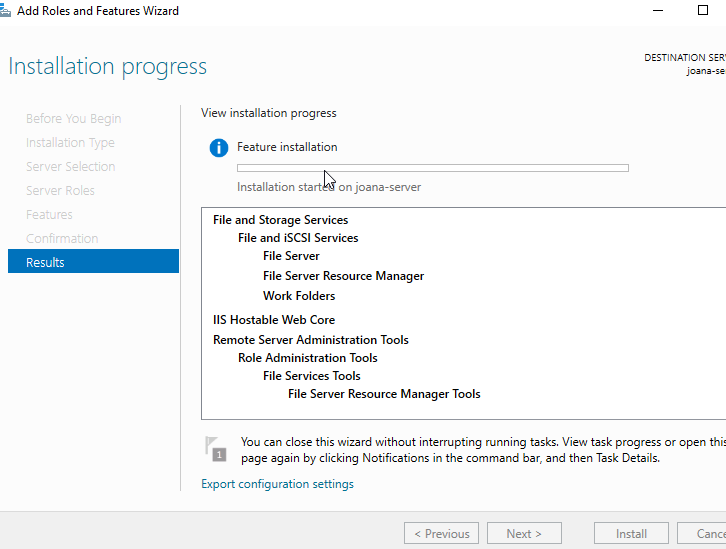 Add Roles and Features Wizard
Installation progress
DESTINATION SER
joana-se
Before You Begin
Installation Type
Server Selection
Server Roles
Features
Confirmation
Results
View installation progress
Feature installation
Installation started on joana-server
File and Storage Services
File and iSCSI Services
File Server
File Server Resource Manager
Work Folders
IIS Hostable Web Core
Remote Server Administration Tools
Role Administration Tools
File Services Tools
File Server Resource Manager Tools
1
You can close this wizard without interrupting running tasks. View task progress or open this
page again by clicking Notifications in the command bar, and then Task Details.
Export configuration settings
< Previous
Next >
Install
Cance